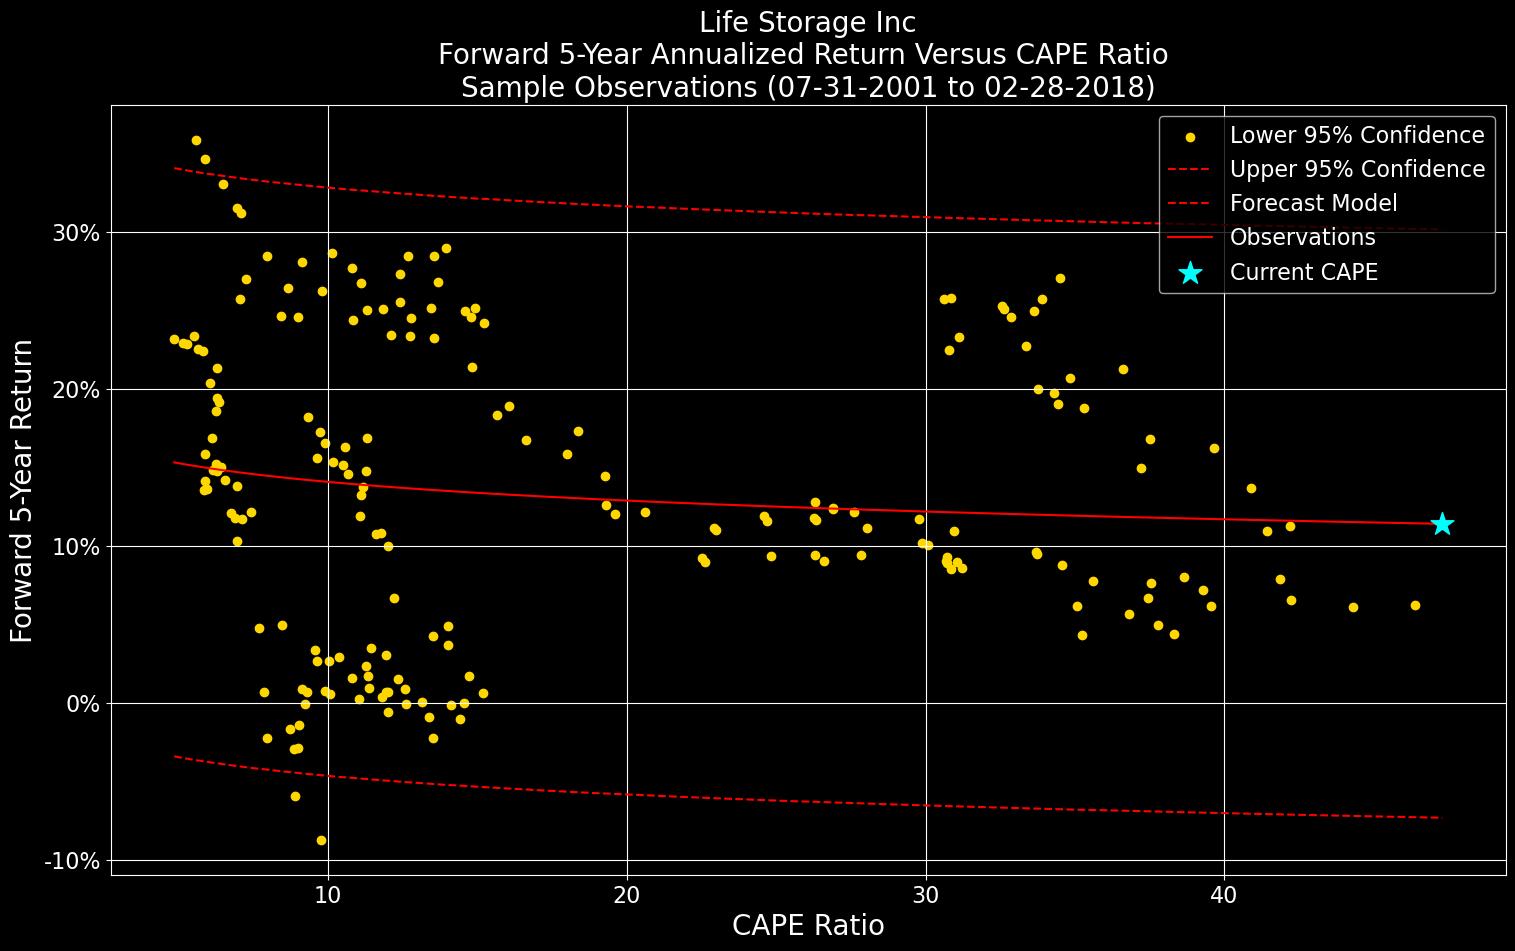 Life Storage Inc
Forward 5-Year Annualized Return Versus CAPE Ratio
Sample Observations (07-31-2001 to 02-28-2018)
Lower 95% Confidence
Upper 95% Confidence
Forecast Model
Observations
Current CAPE
Forward 5-Year Return
30%
20%
10%
0%
-10%
10 20 30 40
CAPE Ratio